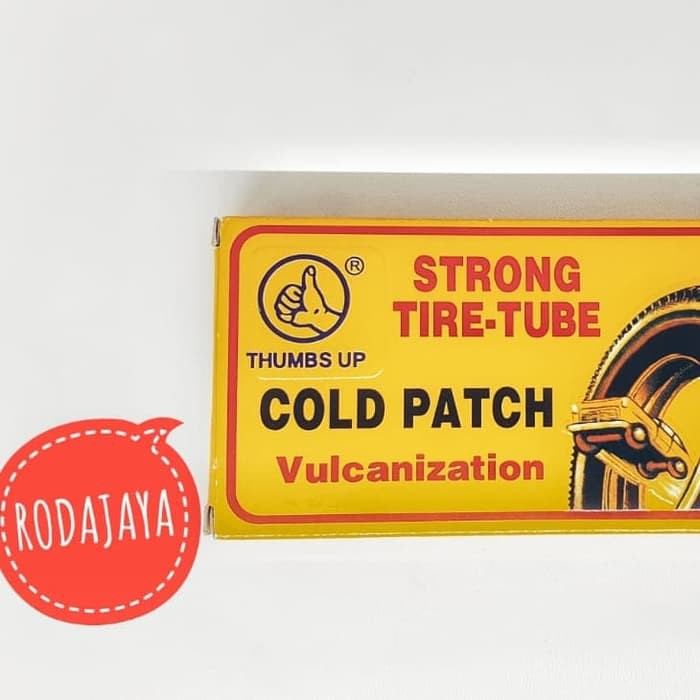 ®
THUMBS UP
STRONG
TIRE-TUBE
COLD PATCH
Vulcanization
RODAJAYA